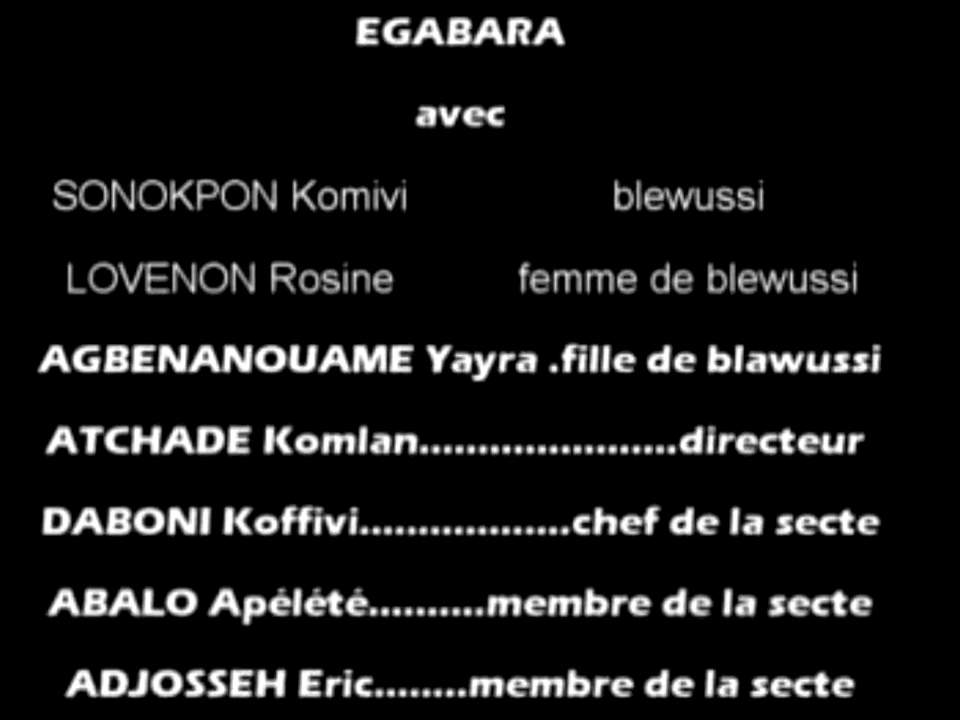 EGABARA
avec
SONOKPON Komivi blewussi
LOVENON Rosine femme de blewussi
AGBENANOUAME Yayra .fille de blawussi
ATCHADE Komlan......................directeur
DABONI Koffivi..................chef de la secte
ABALO Apélété..........membre de la secte
ADJOSSEH Eric........membre de la secte